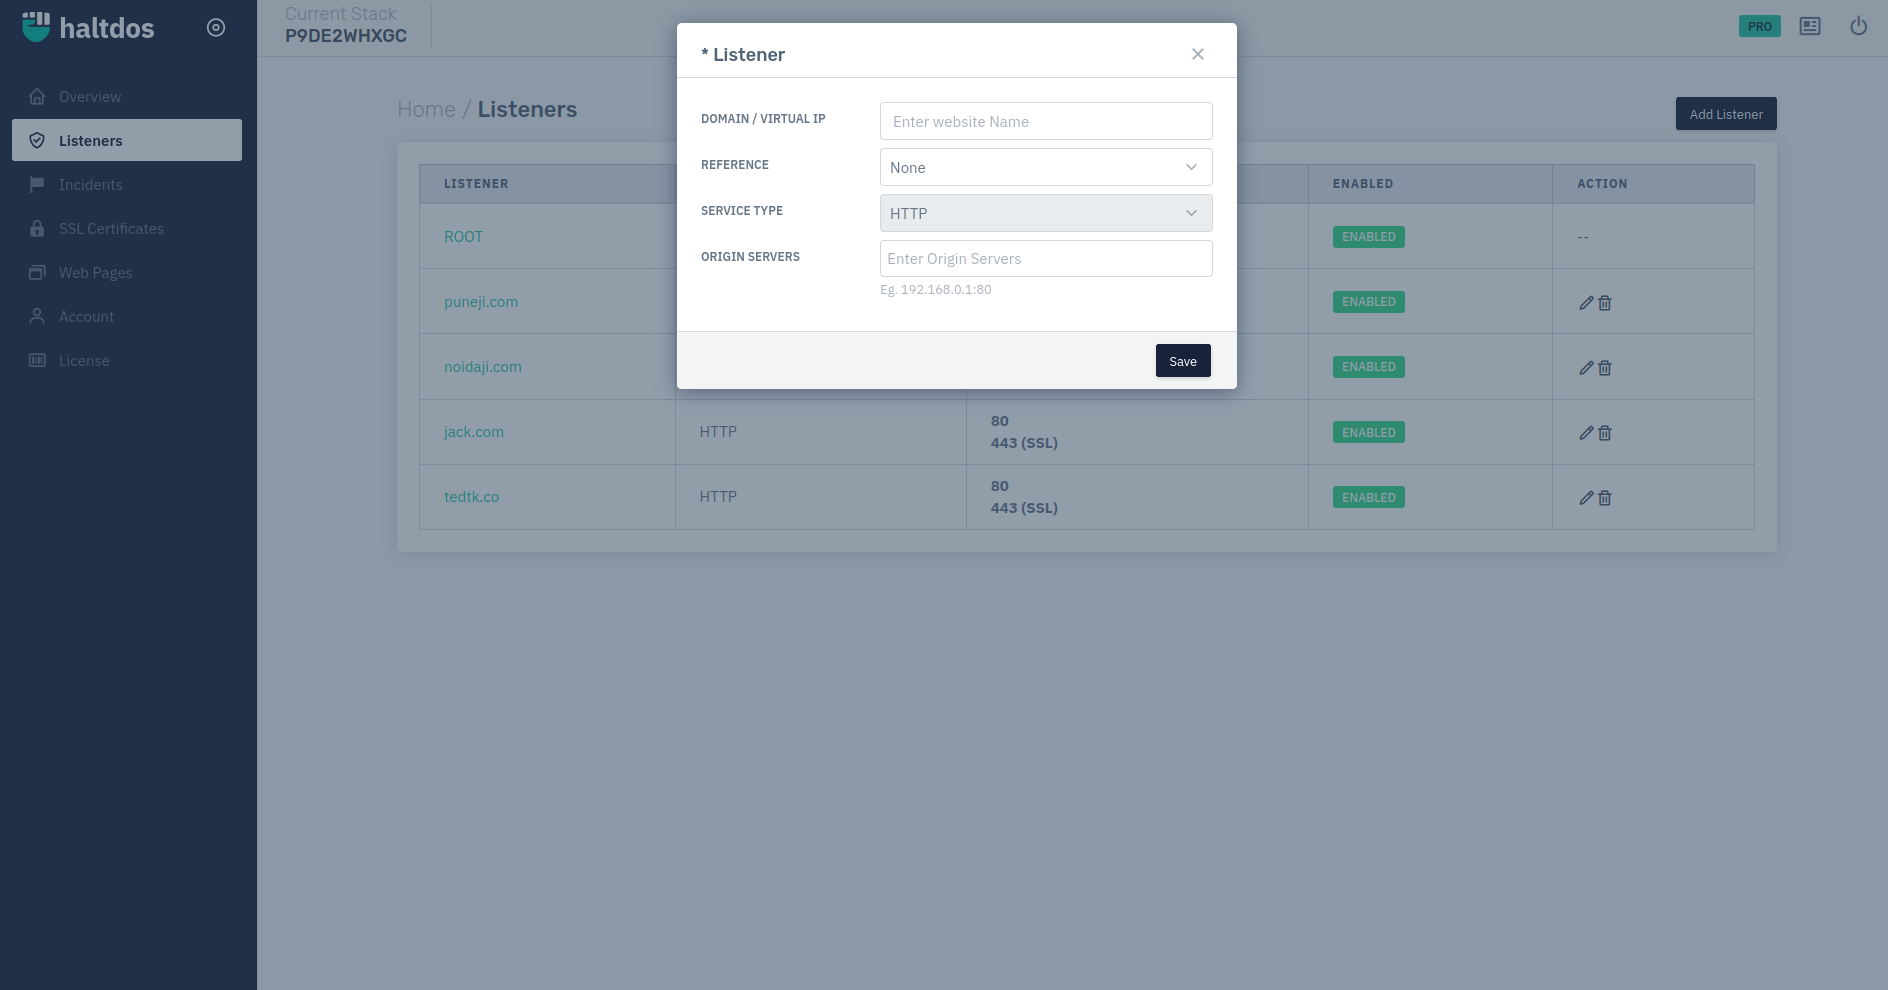 haltdos
Current Stack
P9DE2WHXGC
PRO
Overview
Listeners
Incidents
SSL Certificates
Web Pages
Account
License
Home / Listeners
Add Listener
* Listener
DOMAIN / VIRTUAL IP
Enter website Name
REFERENCE
None
SERVICE TYPE
HTTP
ORIGIN SERVERS
Enter Origin Servers
Eg. 192.168.0.1:80
Save
LISTENER ENABLED ACTION
ROOT ENABLED --
puneji.com ENABLED
noidaji.com ENABLED
jack.com HTTP 80
443 (SSL) ENABLED
tedtk.co HTTP 80
443 (SSL) ENABLED